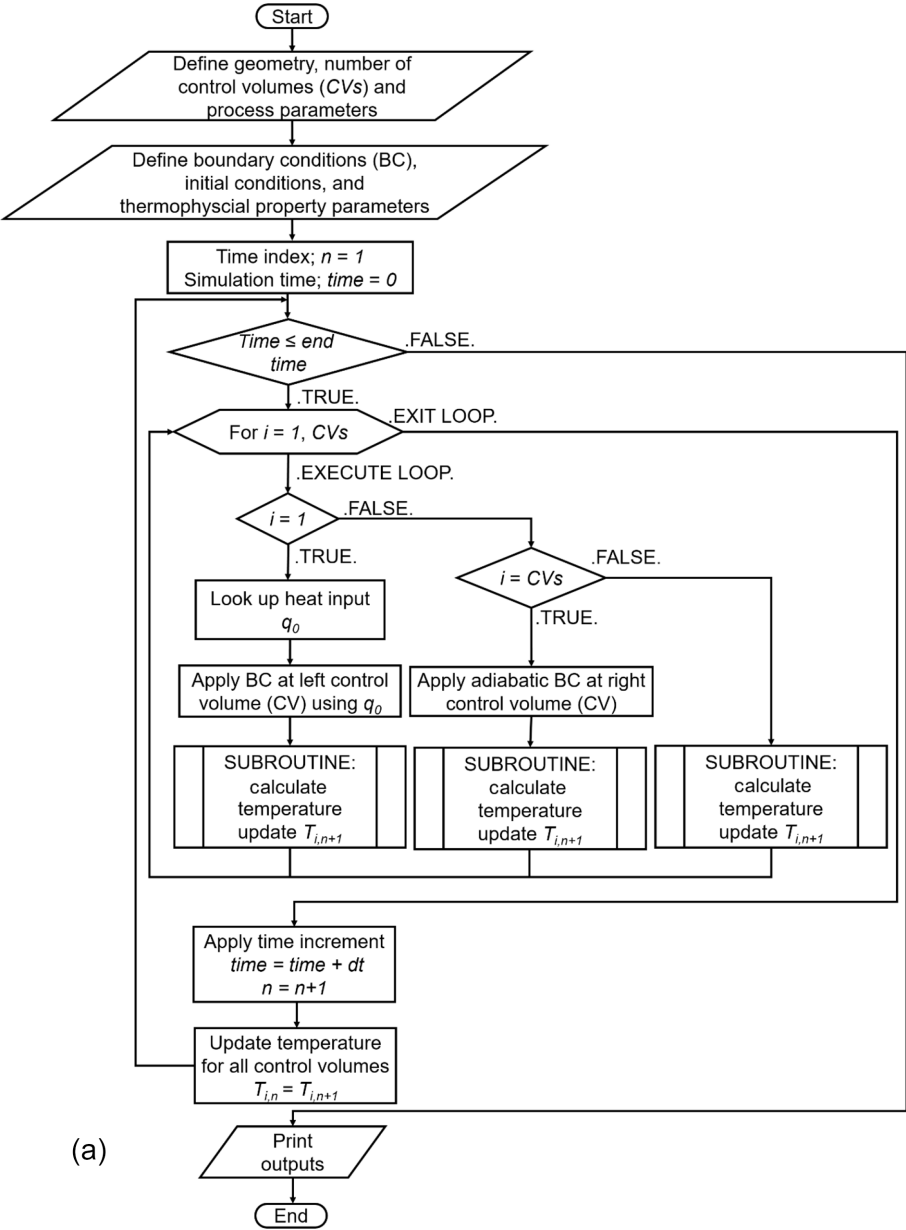 Start
Define geometry, number of
control volumes (CVs) and
process parameters
Define boundary conditions (BC),
initial conditions, and
thermophyscial property parameters
Time index; n = 1
Simulation time; time = 0
Time ≤ end
time
.FALSE.
.TRUE.
For i = 1, CVs
.EXIT LOOP.
.EXECUTE LOOP.
i = 1
.FALSE.
.TRUE.
i = CVs
.FALSE.
.TRUE.
Look up heat input
q0
Apply BC at left control
volume (CV) using q0
Apply adiabatic BC at right
control volume (CV)
SUBROUTINE:
calculate
temperature
update Ti,n+1
SUBROUTINE:
calculate
temperature
update Ti,n+1
SUBROUTINE:
calculate
temperature
update Ti,n+1
Apply time increment
time = time + dt
n = n+1
Update temperature
for all control volumes
Ti,n = Ti,n+1
(a)
Print
outputs
End